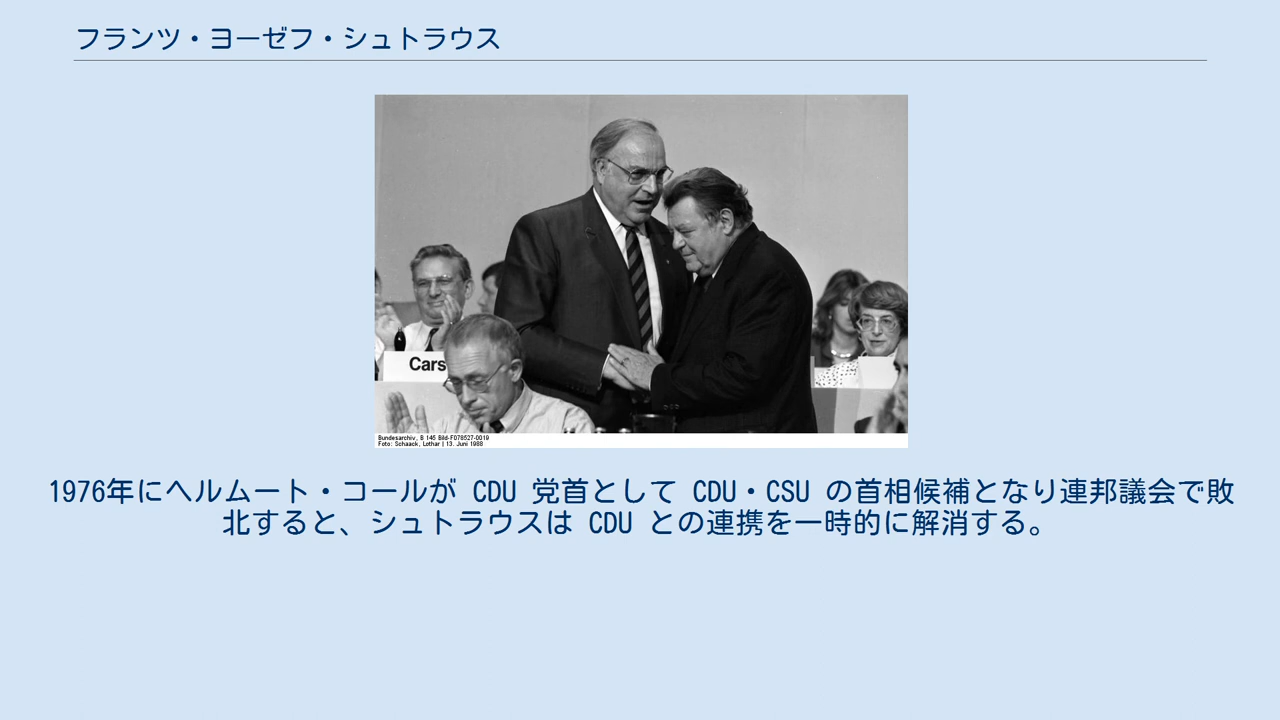 フランツ・ヨーゼフ・シュトラウス
Cars
Bundesarchiv, B 145 Bild-F078527-0019
Foto: Schaack, Lothar | 13. Juni 1988
1976年にヘルムート・コールが CDU 党首として CDU・CSU の首相候補となり連邦議会で敗
北すると、シュトラウスは CDU との連携を一時的に解消する。